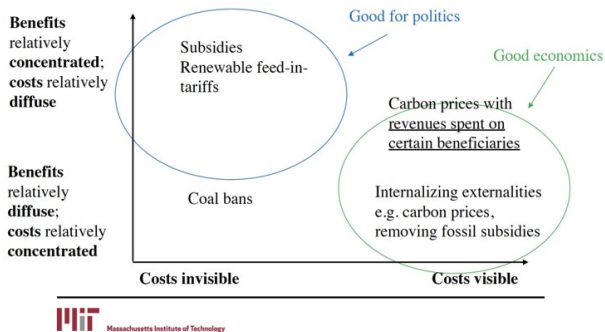 Benefits
relatively
concentrated;
costs relatively
diffuse
Good for politics
Subsidies
Renewable feed-in-
tariffs
Good economics
Carbon prices with
revenues spent on
certain beneficiaries
Benefits
relatively
diffuse;
costs relatively
concentrated
Coal bans
Internalizing externalities
e.g. carbon prices,
removing fossil subsidies
Costs invisible
Costs visible
Massachusetts Institute of Technology